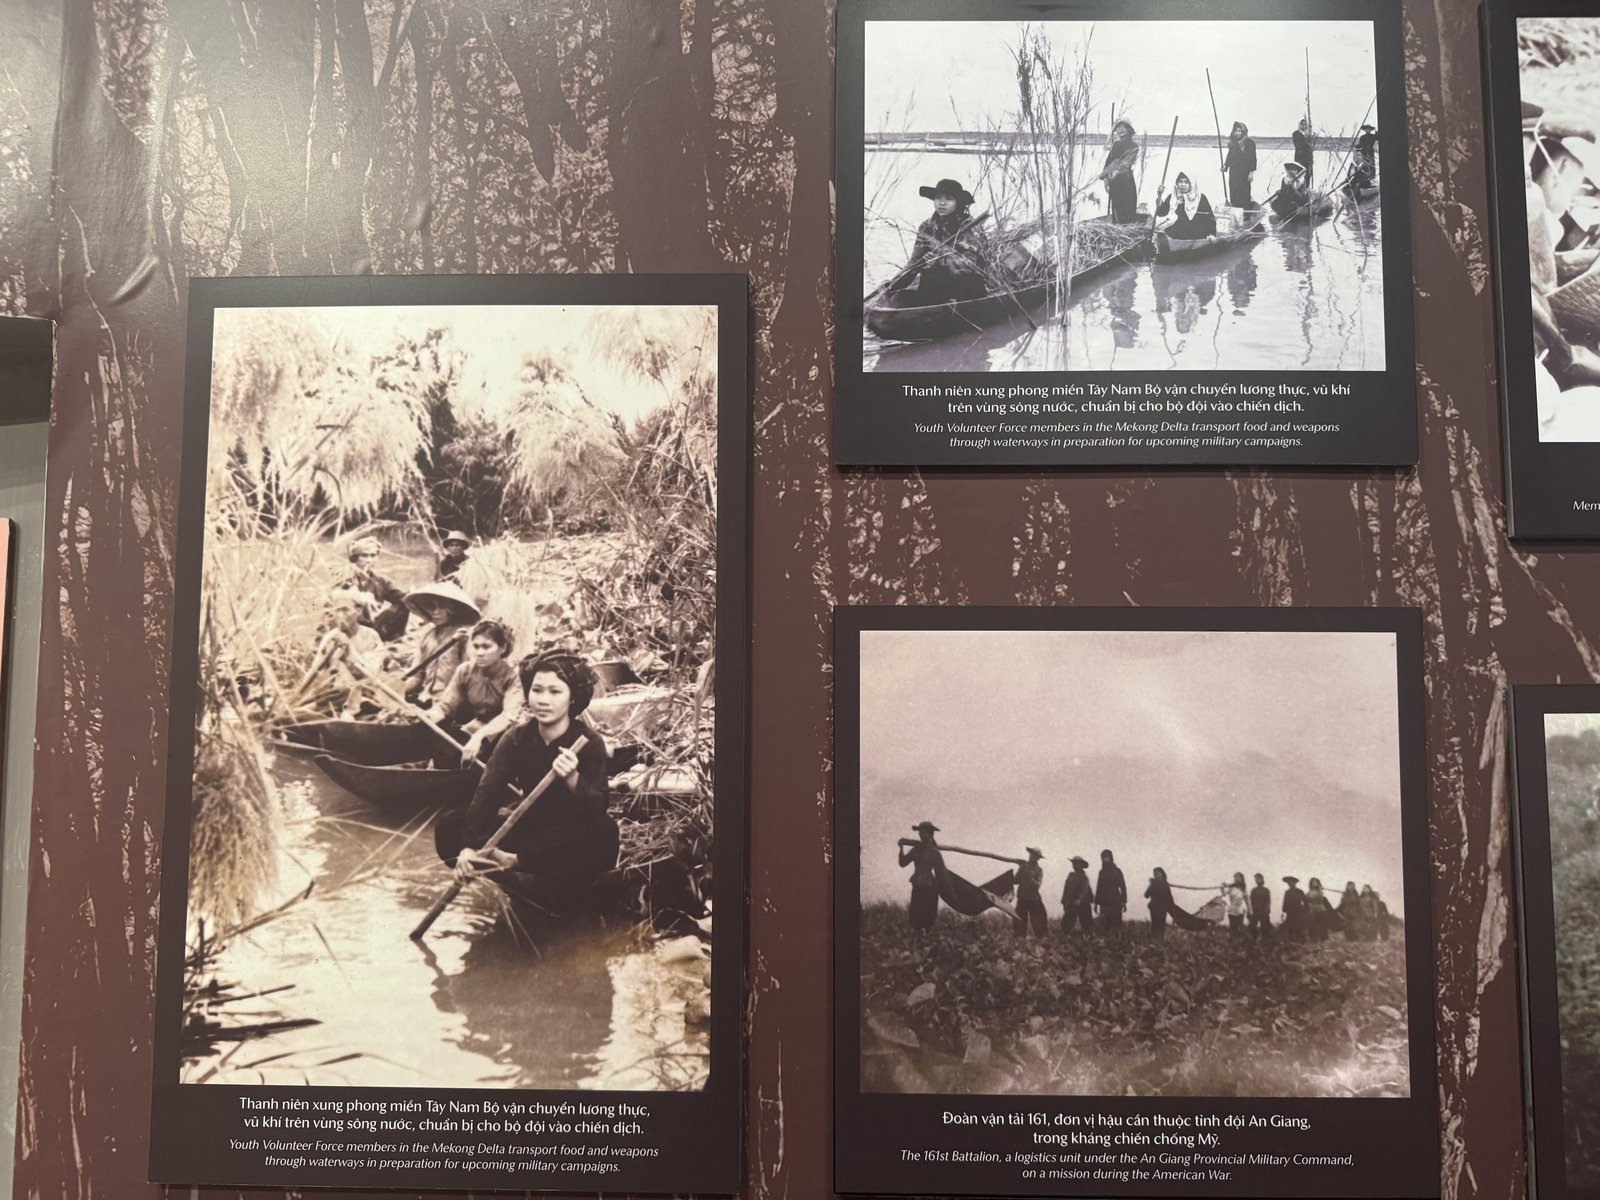 Thanh niên xung phong miền Tây Nam Bộ vận chuyển lương thực, vũ khí
trên vùng sông nước, chuẩn bị cho bộ đội vào chiến dịch.
Youth Volunteer Force members in the Mekong Delta transport food and weapons
through waterways in preparation for upcoming military campaigns.
Mem
Thanh niên xung phong miền Tây Nam Bộ vận chuyển lương thực,
vũ khí trên vùng sông nước, chuẩn bị cho bộ đội vào chiến dịch.
Youth Volunteer Force members in the Mekong Delta transport food and weapons
through waterways in preparation for upcoming military campaigns.
Đoàn vận tải 161, đơn vị hậu cần thuộc tỉnh đội An Giang,
trong kháng chiến chống Mỹ.
The 161st Battalion, a logistics unit under the An Giang Provincial Military Command,
on a mission during the American War.